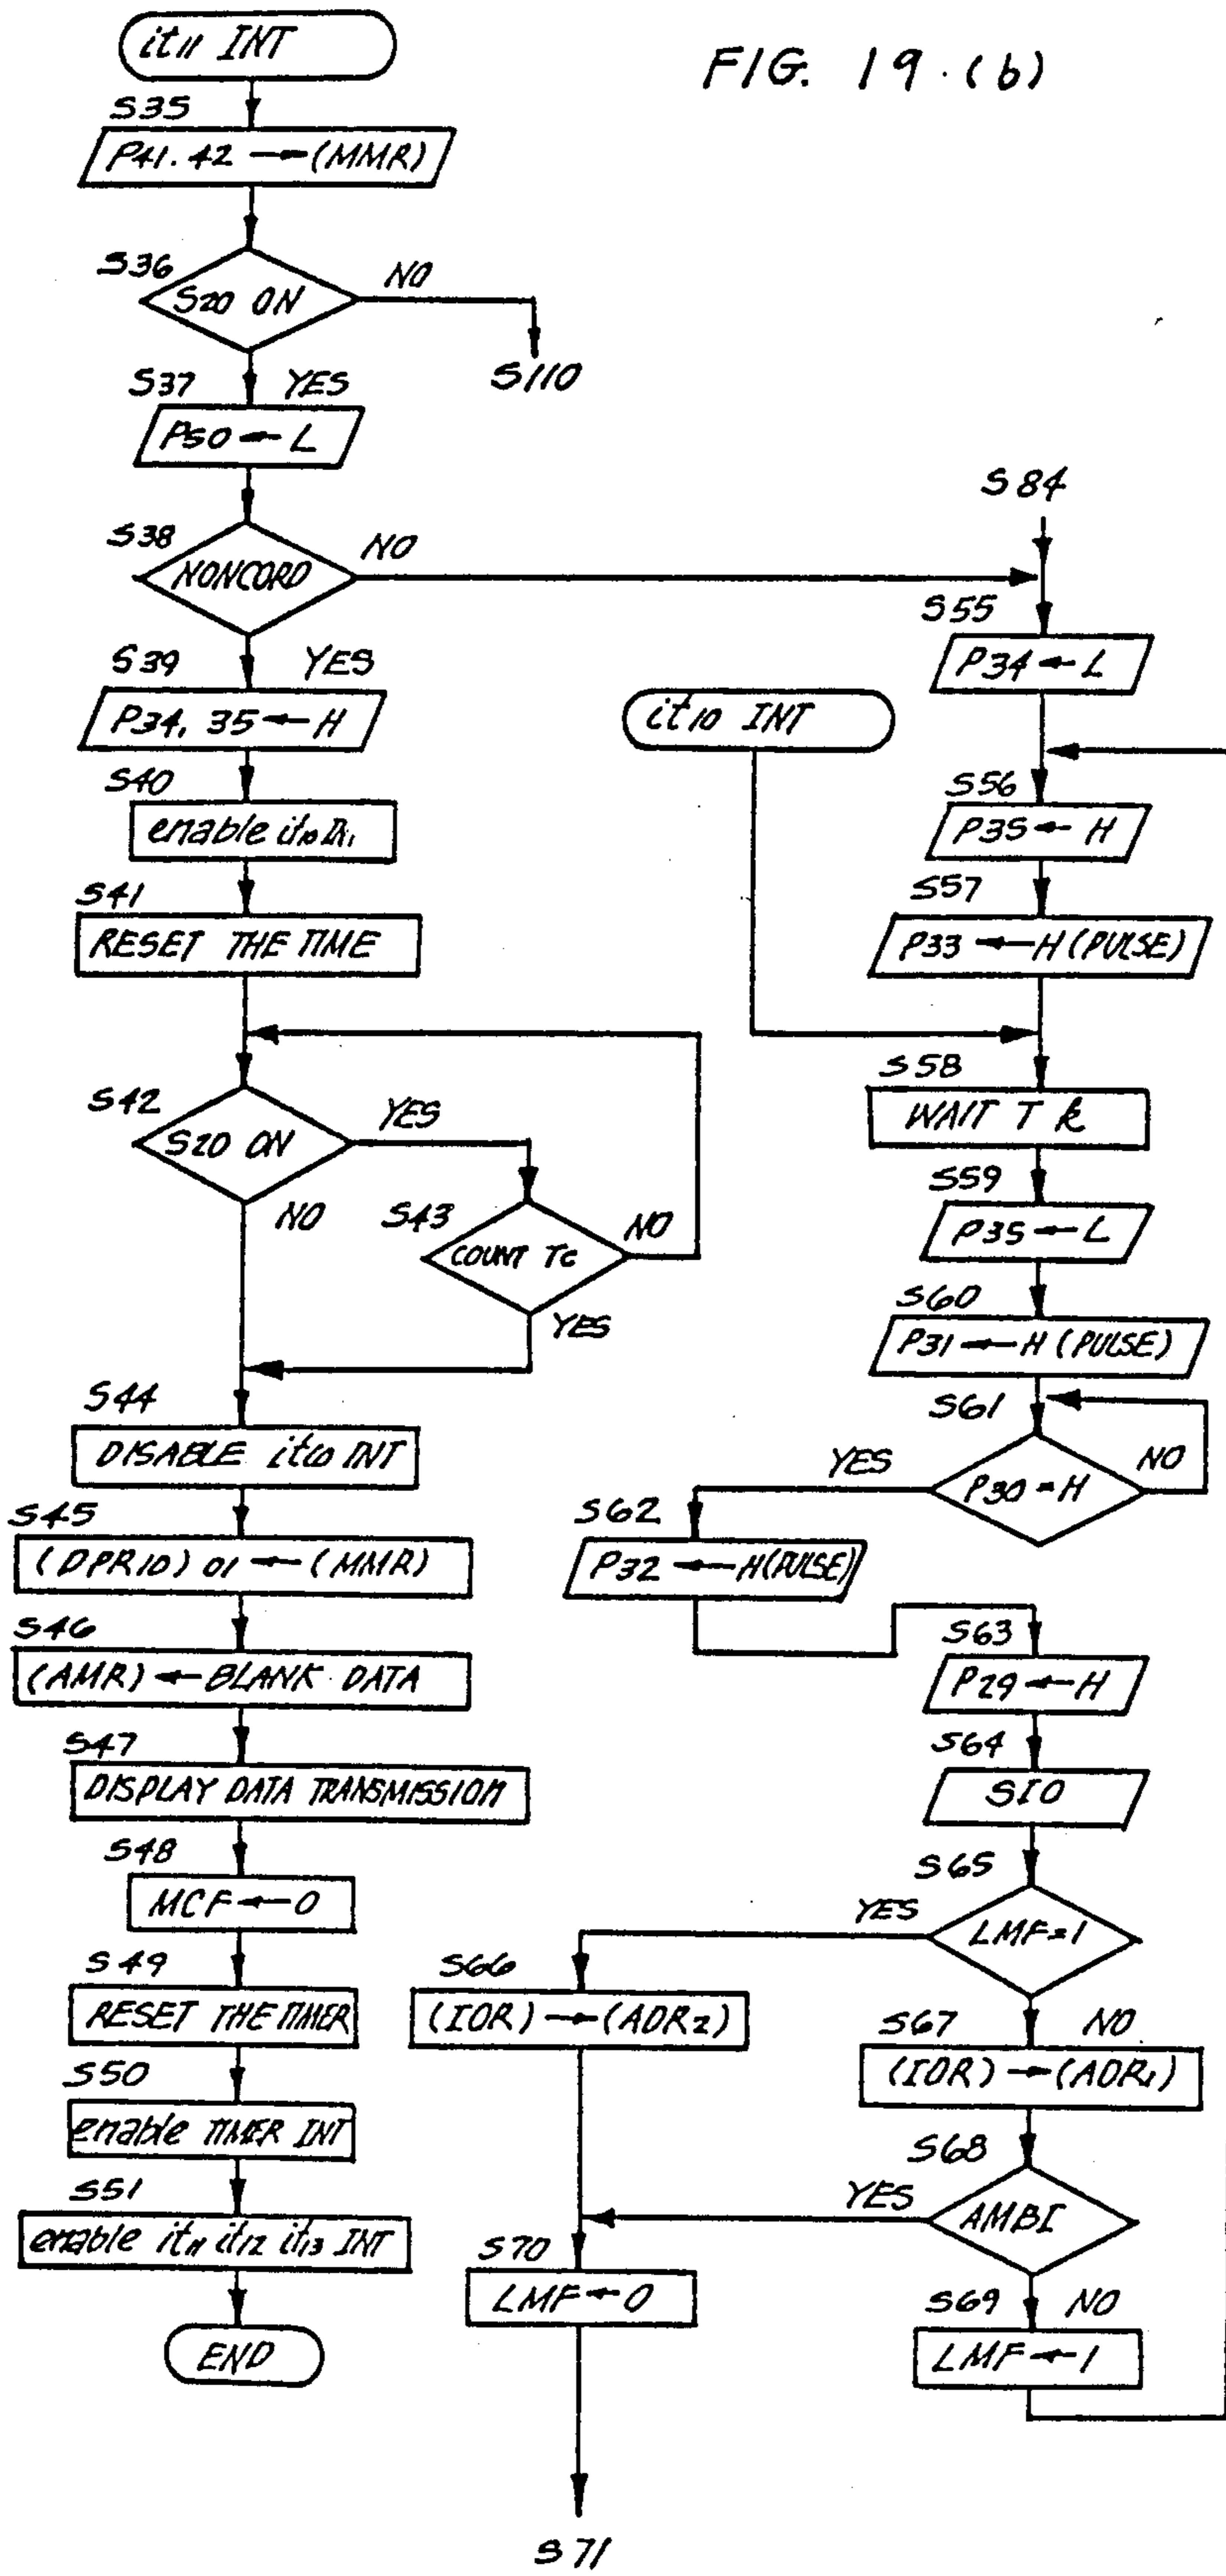 FIG. 19.(b)
it11 INT
S35
P41.42 → (MMR)
S36
S20 ON
NO
S110
YES
S37
P50 ← L
S38
NONCORD
NO
YES
S39
P34, 35 ← H
S40
enable it10
S41
RESET THE TIME
S42
S20 ON
YES
NO
S43
COUNT Tc
NO
YES
S44
DISABLE it10 INT
S45
(DPR10) 01 ← (MMR)
S46
(AMR) ← BLANK DATA
S47
DISPLAY DATA TRANSMISSION
S48
MCF ← 0
S49
RESET THE TIMER
S50
enable TIMER INT
S51
enable it11 it12 it13 INT
END
S84
S55
P34 ← L
it10 INT
S56
P35 ← H
S57
P33 ← H (PULSE)
S58
WAIT T k
S59
P35 ← L
S60
P31 ← H (PULSE)
S61
P30 = H
YES
NO
S62
P32 ← H (PULSE)
S63
P29 ← H
S64
SIO
S65
LMF=1
YES
NO
S66
(IOR) → (ADR2)
S67
(IOR) → (ADR1)
S68
AMBI
YES
NO
S69
LMF ← 1
S70
LMF ← 0
S71